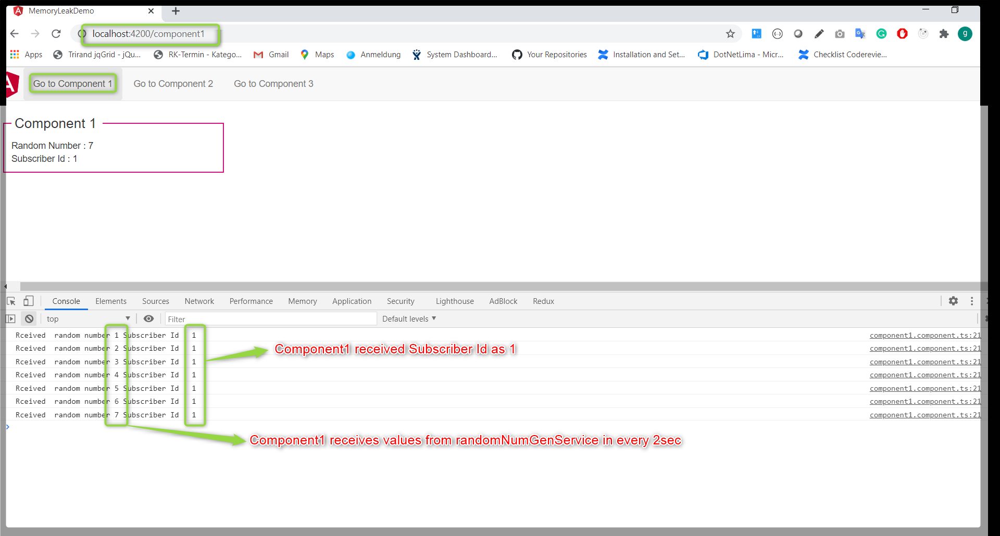 MemoryLeakDemo
localhost:4200/component1
g
Apps Trirand jqGrid - jQu... RK-Termin - Katego... Gmail Maps Anmeldung System Dashboard... Your Repositories Installation and Set... DotNetLima - Micr... Checklist Coderevie...
A Go to Component 1 Go to Component 2 Go to Component 3
Component 1
Random Number : 7
Subscriber Id : 1
Console Elements Sources Network Performance Memory Application Security Lighthouse AdBlock Redux
top Filter Default levels
Rceived random number 1 Subscriber Id 1 component1.component.ts:21
Rceived random number 2 Subscriber Id 1 component1.component.ts:21
Component1 received Subscriber Id as 1
Rceived random number 3 Subscriber Id 1 component1.component.ts:21
Rceived random number 4 Subscriber Id 1 component1.component.ts:21
Rceived random number 5 Subscriber Id 1 component1.component.ts:21
Rceived random number 6 Subscriber Id 1 component1.component.ts:21
Rceived random number 7 Subscriber Id 1 component1.component.ts:21
Component1 receives values from randomNumGenService in every 2sec